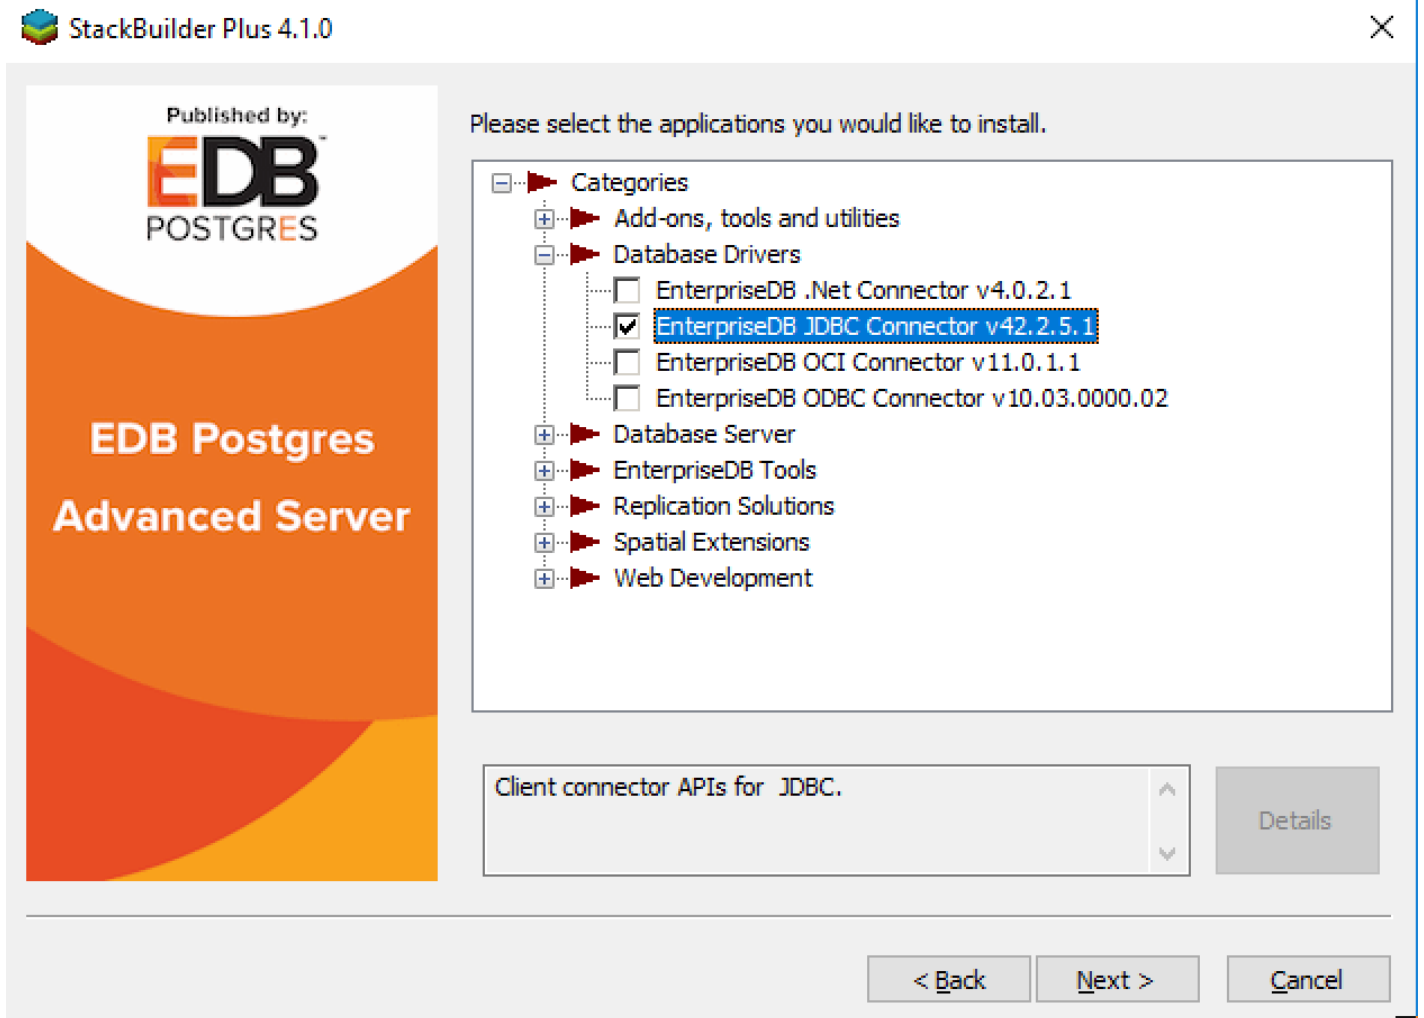 StackBuilder Plus 4.1.0
Published by:
EDB™
POSTGRES
EDB Postgres
Advanced Server
Please select the applications you would like to install.
Categories
Add-ons, tools and utilities
Database Drivers
EnterpriseDB .Net Connector v4.0.2.1
EnterpriseDB JDBC Connector v42.2.5.1
EnterpriseDB OCI Connector v11.0.1.1
EnterpriseDB ODBC Connector v10.03.0000.02
Database Server
EnterpriseDB Tools
Replication Solutions
Spatial Extensions
Web Development
Client connector APIs for  JDBC.
Details
< Back
Next >
Cancel